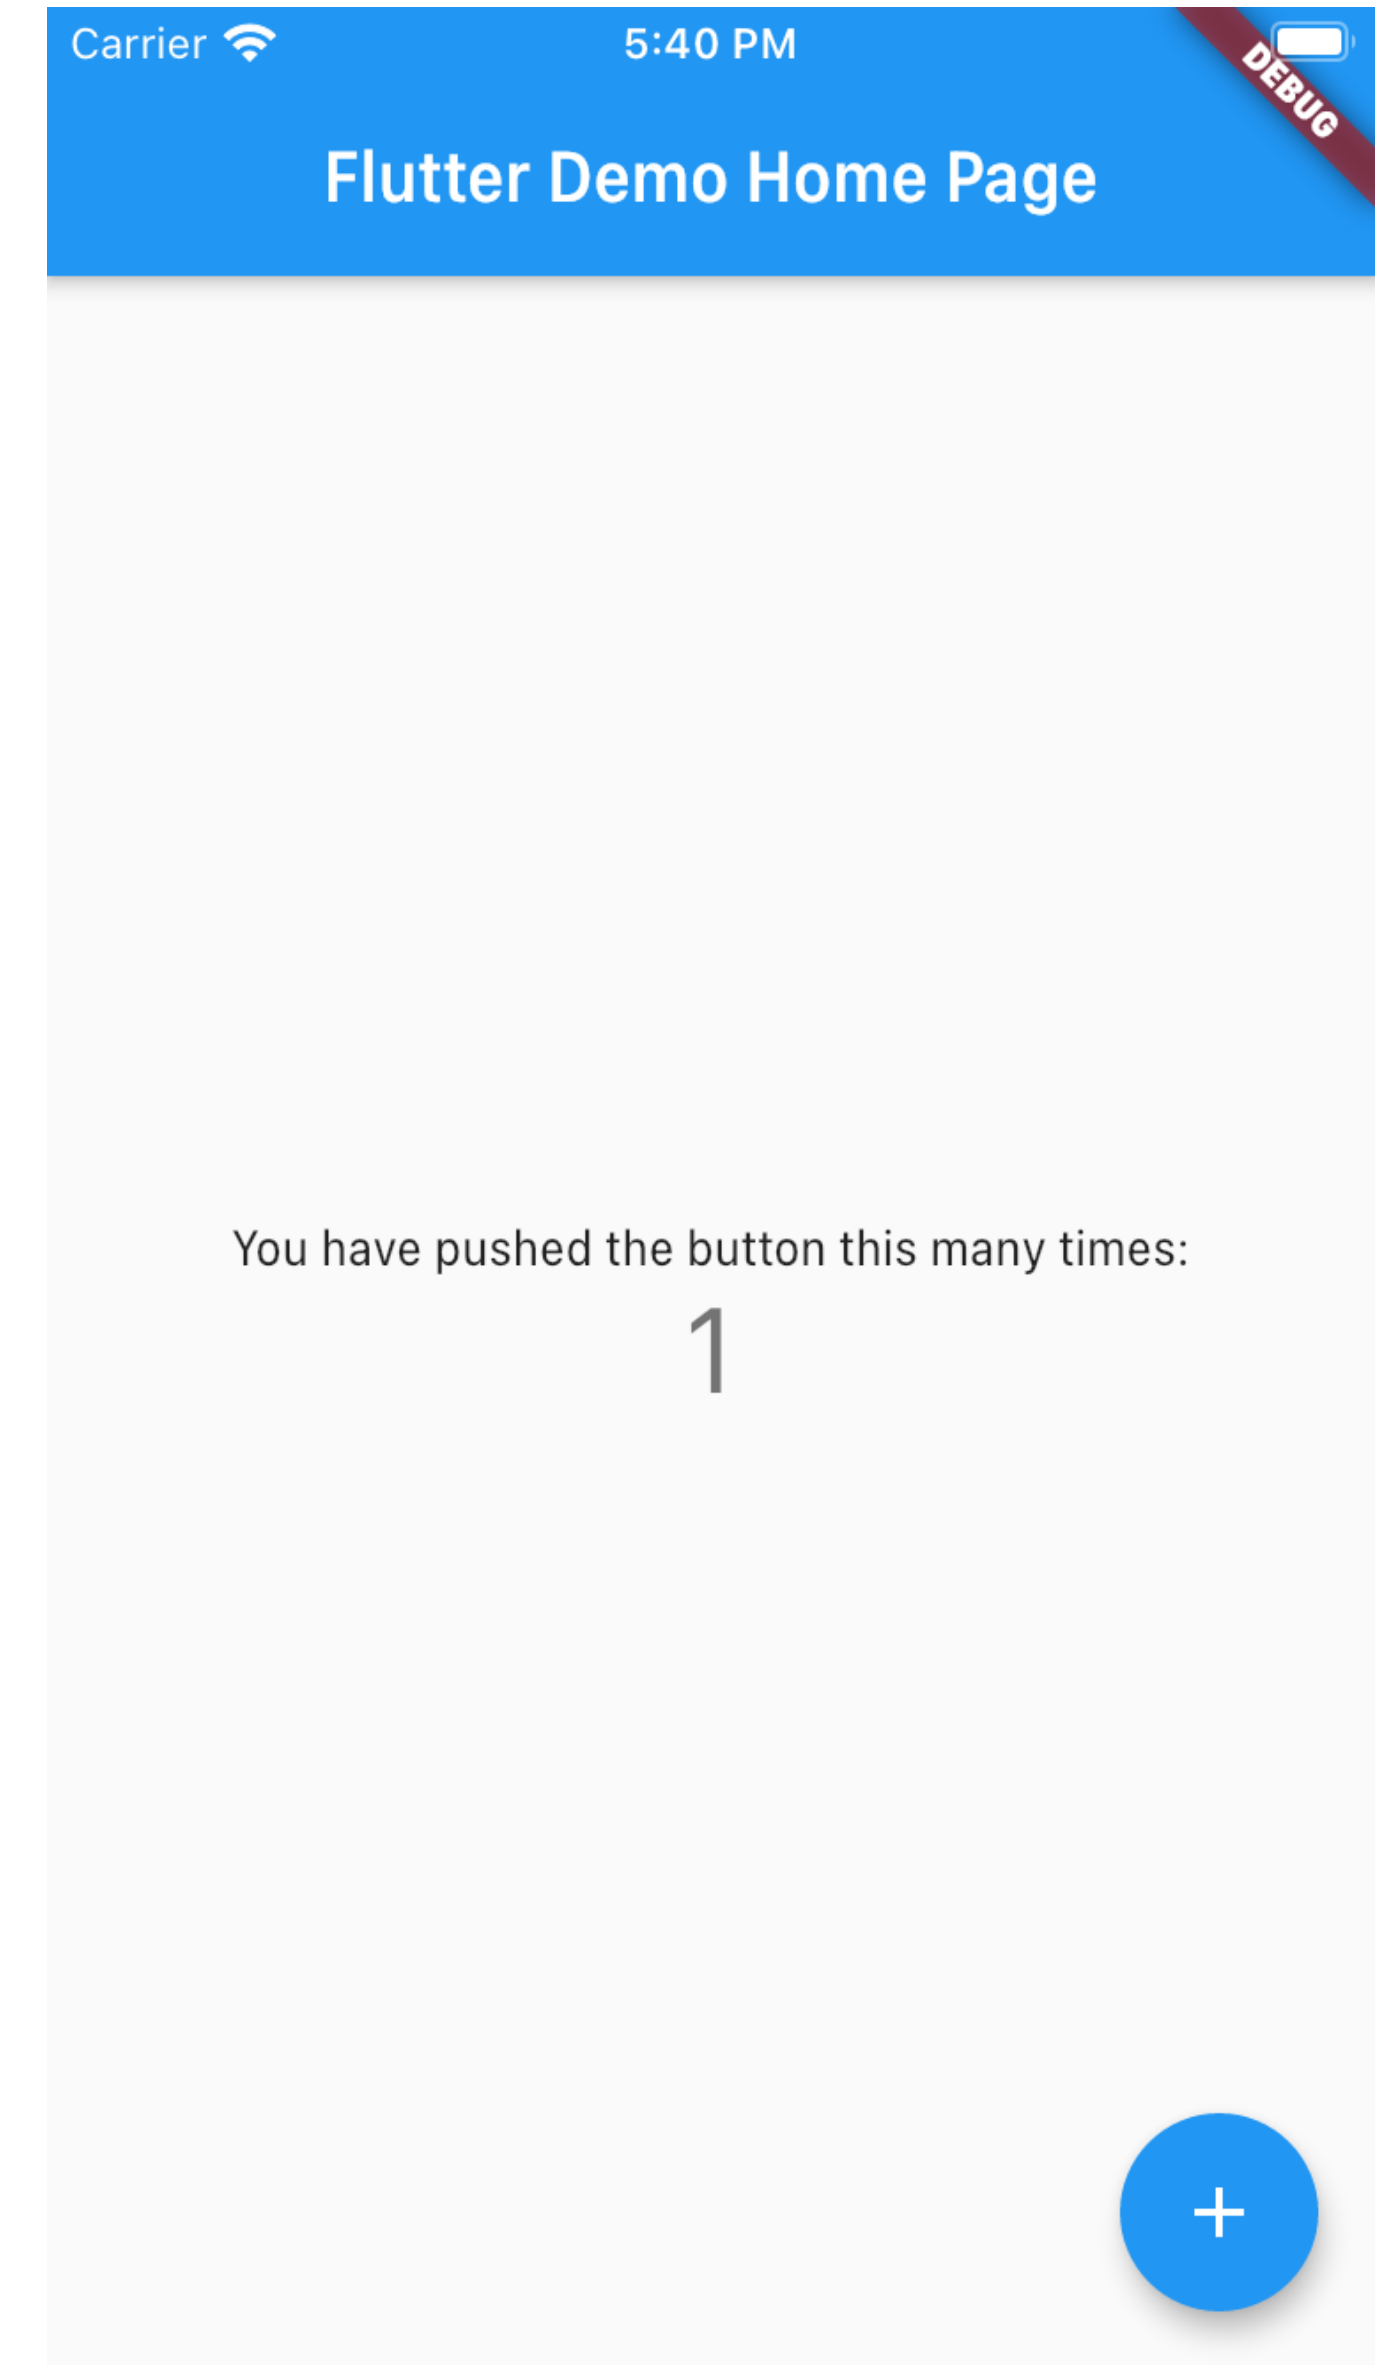 Carrier 5:40 PM
DEBUG
Flutter Demo Home Page
You have pushed the button this many times:
1
+